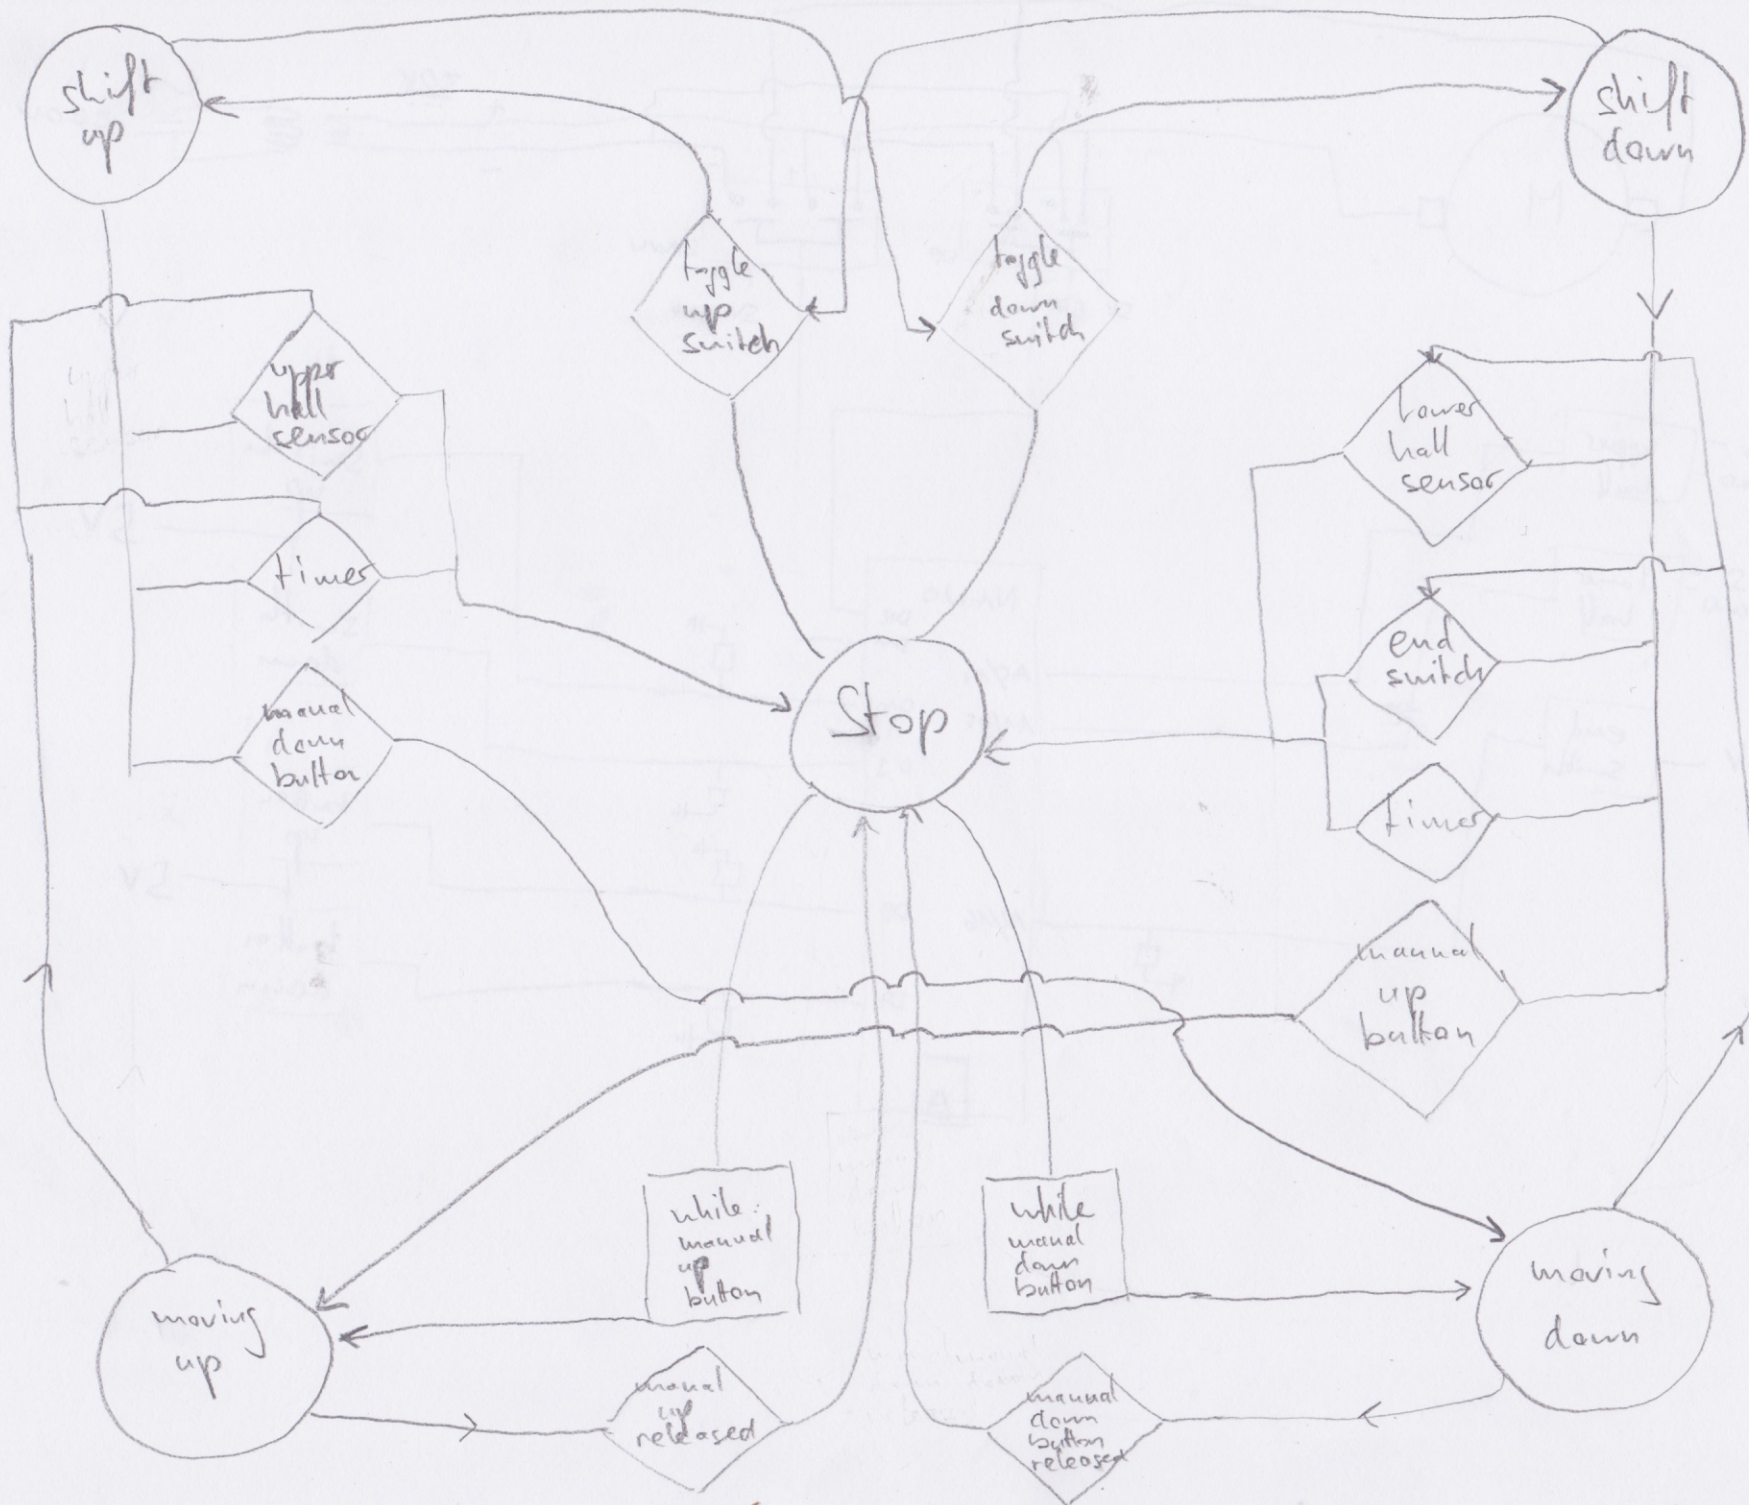 shift
up
shift
down
toggle
up
switch
toggle
down
switch
upper
hall
sensor
lower
hall
sensor
timer
end
switch
manual
down
button
Stop
timer
manual
up
button
while
manual
up
button
while
manual
down
button
moving
up
moving
down
manual
up
released
manual
down
button
released